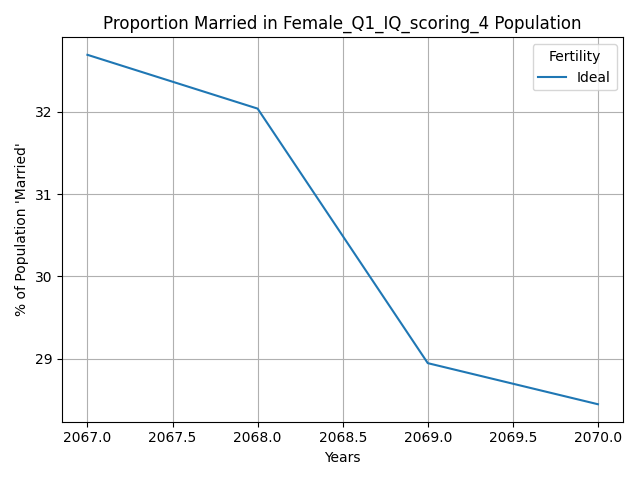 Proportion Married in Female_Q1_IQ_scoring_4 Population
Fertility
Ideal
% of Population 'Married'
32
31
30
29
2067.0 2067.5 2068.0 2068.5 2069.0 2069.5 2070.0
Years